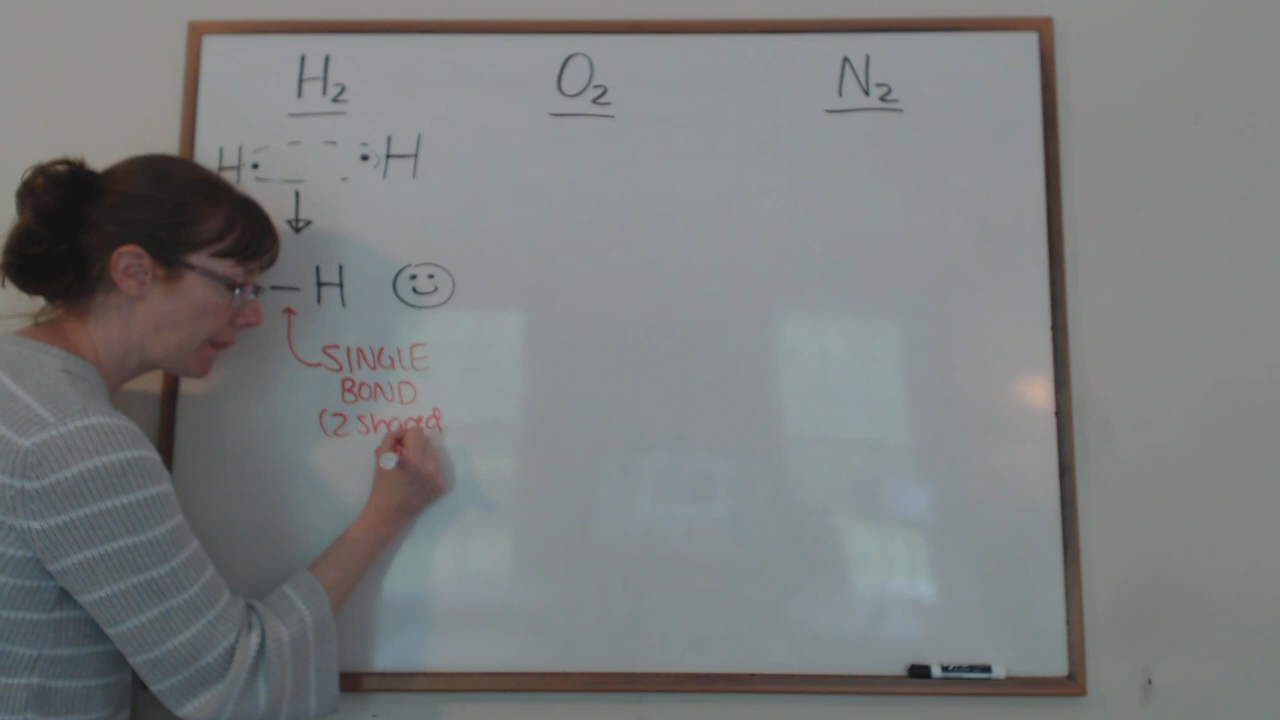 H2 O2 N2
H• •H
– H
SINGLE
BOND
(2 shared